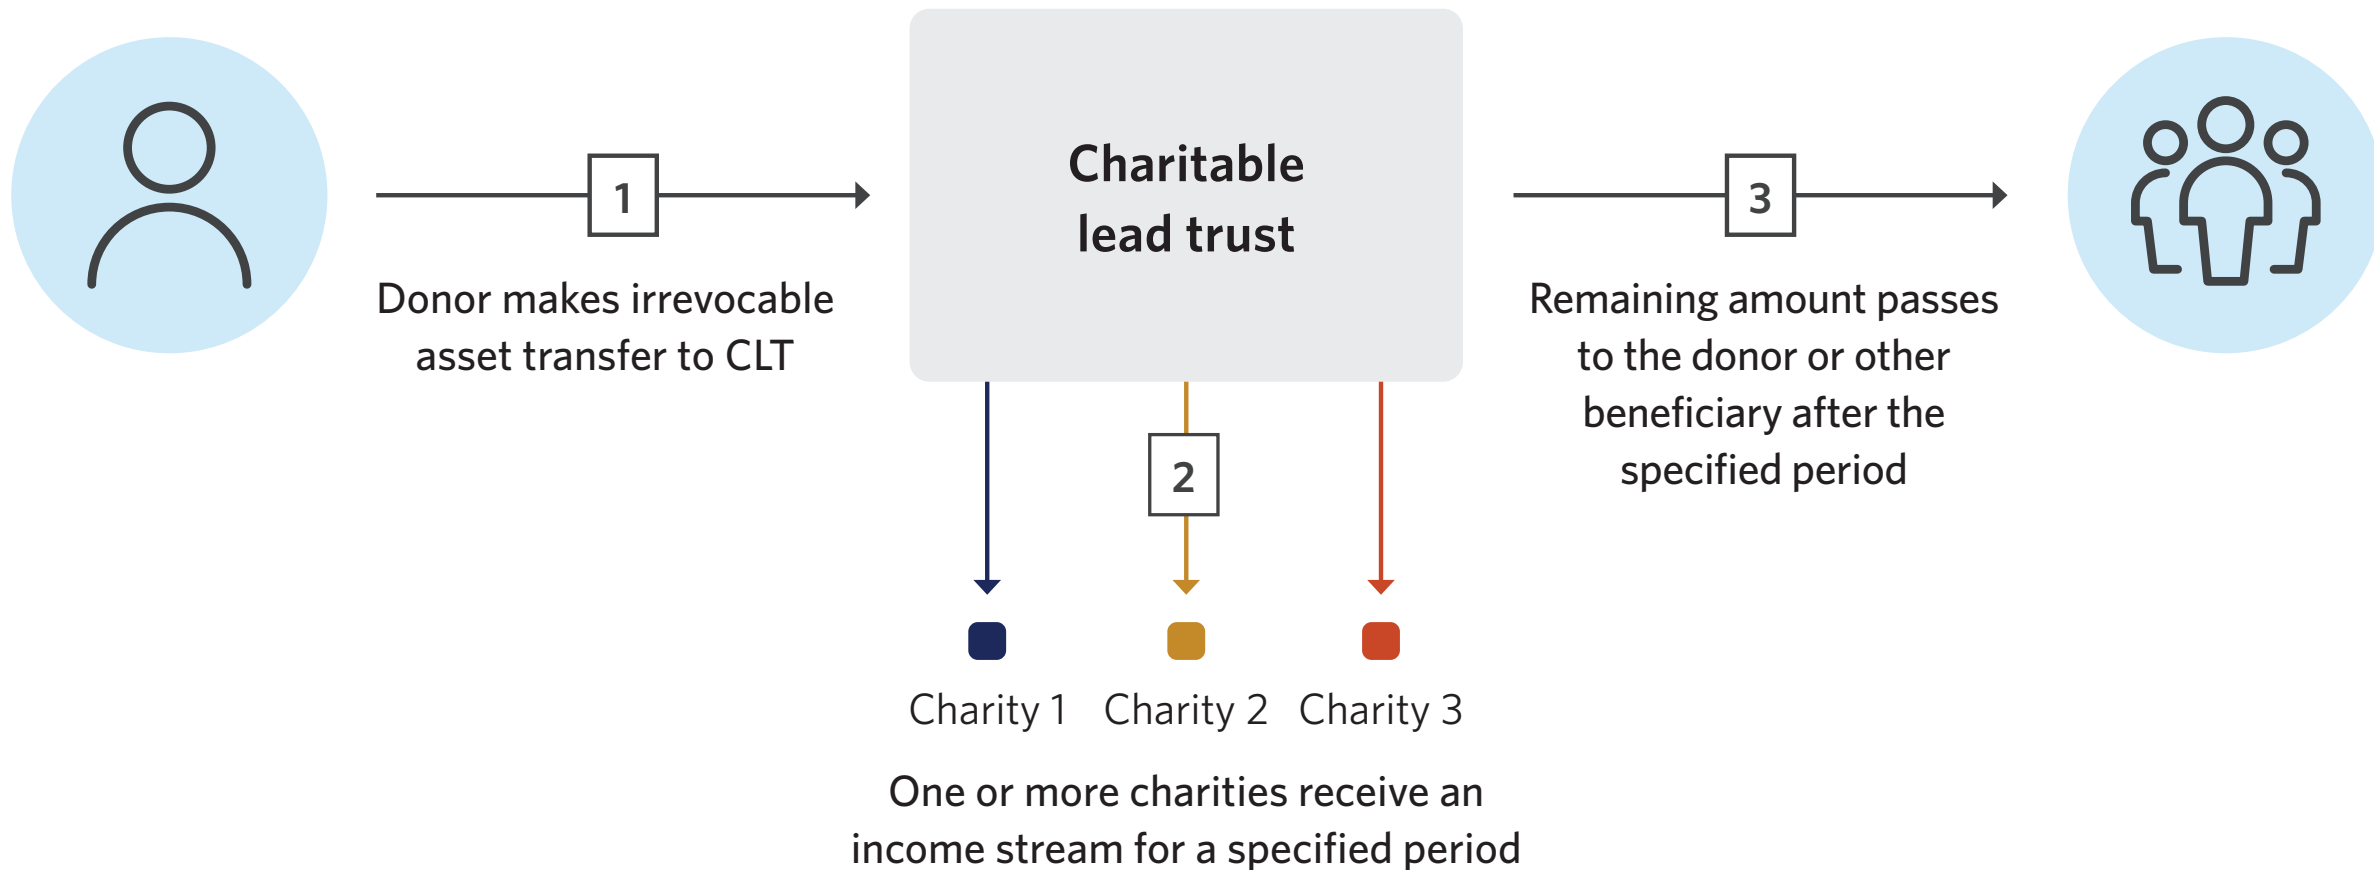 1
Donor makes irrevocable
asset transfer to CLT
Charitable
lead trust
2
Charity 1
Charity 2
Charity 3
One or more charities receive an
income stream for a specified period
3
Remaining amount passes
to the donor or other
beneficiary after the
specified period